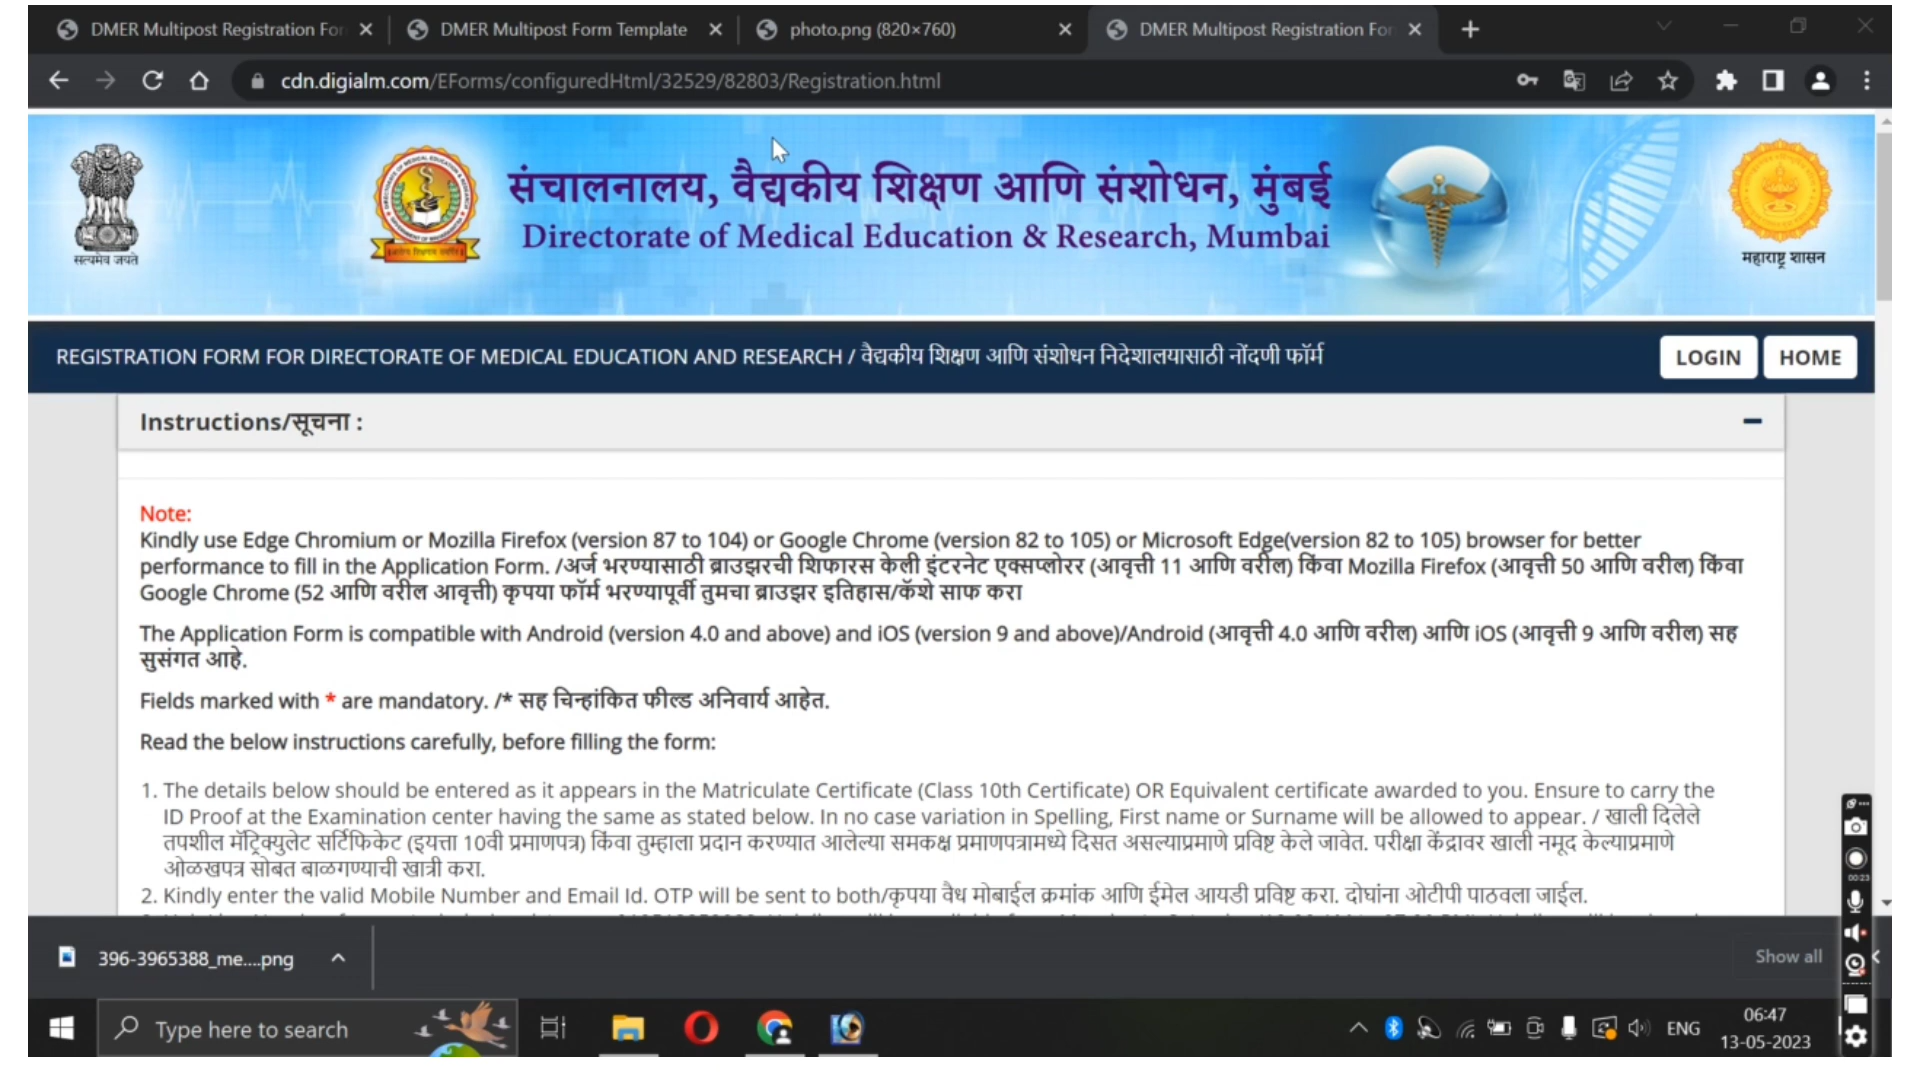 DMER Multipost Registration For
DMER Multipost Form Template
photo.png (820×760)
DMER Multipost Registration For
cdn.digialm.com/EForms/configuredHtml/32529/82803/Registration.html
सत्यमेव जयते
संचालनालय, वैद्यकीय शिक्षण आणि संशोधन, मुंबई
Directorate of Medical Education & Research, Mumbai
महाराष्ट्र शासन
REGISTRATION FORM FOR DIRECTORATE OF MEDICAL EDUCATION AND RESEARCH / वैद्यकीय शिक्षण आणि संशोधन निदेशालयासाठी नोंदणी फॉर्म
LOGIN
HOME
Instructions/सूचना :
Note:
Kindly use Edge Chromium or Mozilla Firefox (version 87 to 104) or Google Chrome (version 82 to 105) or Microsoft Edge(version 82 to 105) browser for better
performance to fill in the Application Form. /अर्ज भरण्यासाठी ब्राउझरची शिफारस केली इंटरनेट एक्सप्लोरर (आवृत्ती 11 आणि वरील) किंवा Mozilla Firefox (आवृत्ती 50 आणि वरील) किंवा
Google Chrome (52 आणि वरील आवृत्ती) कृपया फॉर्म भरण्यापूर्वी तुमचा ब्राउझर इतिहास/कॅशे साफ करा
The Application Form is compatible with Android (version 4.0 and above) and iOS (version 9 and above)/Android (आवृत्ती 4.0 आणि वरील) आणि iOS (आवृत्ती 9 आणि वरील) सह
सुसंगत आहे.
Fields marked with * are mandatory. /* सह चिन्हांकित फील्ड अनिवार्य आहेत.
Read the below instructions carefully, before filling the form:
1. The details below should be entered as it appears in the Matriculate Certificate (Class 10th Certificate) OR Equivalent certificate awarded to you. Ensure to carry the
ID Proof at the Examination center having the same as stated below. In no case variation in Spelling, First name or Surname will be allowed to appear. / खाली दिलेले
तपशील मॅट्रिक्युलेट सर्टिफिकेट (इयत्ता 10वी प्रमाणपत्र) किंवा तुम्हाला प्रदान करण्यात आलेल्या समकक्ष प्रमाणपत्रामध्ये दिसत असल्याप्रमाणे प्रविष्ट केले जावेत. परीक्षा केंद्रावर खाली नमूद केल्याप्रमाणे
ओळखपत्र सोबत बाळगण्याची खात्री करा.
2. Kindly enter the valid Mobile Number and Email Id. OTP will be sent to both/कृपया वैध मोबाईल क्रमांक आणि ईमेल आयडी प्रविष्ट करा. दोघांना ओटीपी पाठवला जाईल.
00:23
396-3965388_me....png
Show all
Type here to search
ENG
06:47
13-05-2023